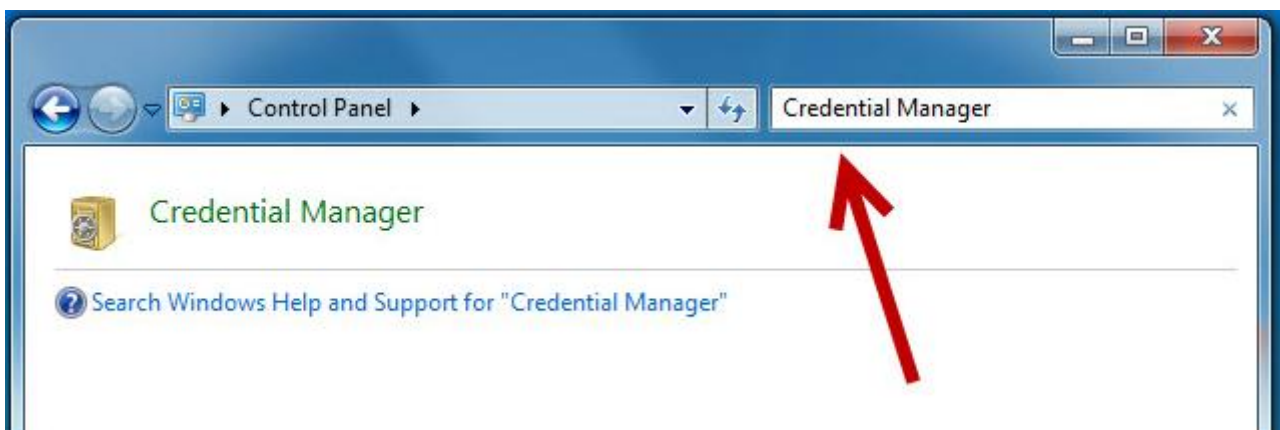 Control Panel
Credential Manager
Credential Manager
Search Windows Help and Support for "Credential Manager"